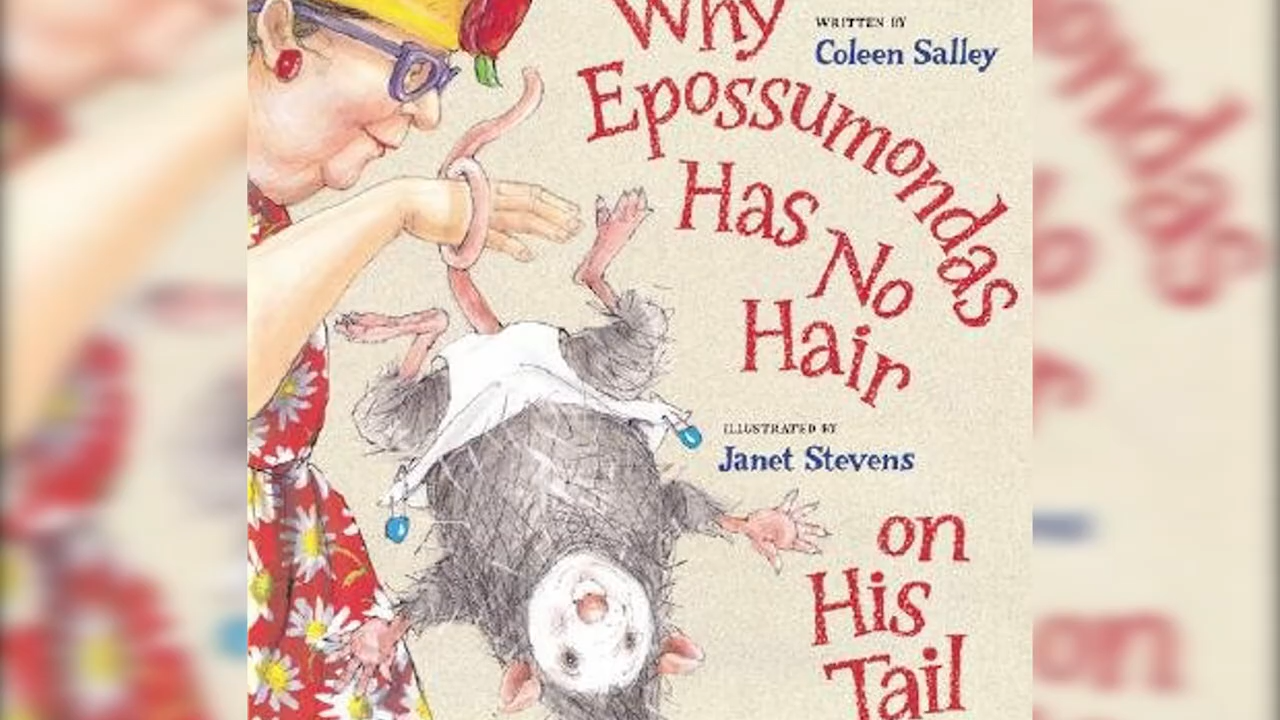 Why
WRITTEN BY
Coleen Salley
Epossumondas
Has
No
Hair
ILLUSTRATED BY
Janet Stevens
on
His
Tail